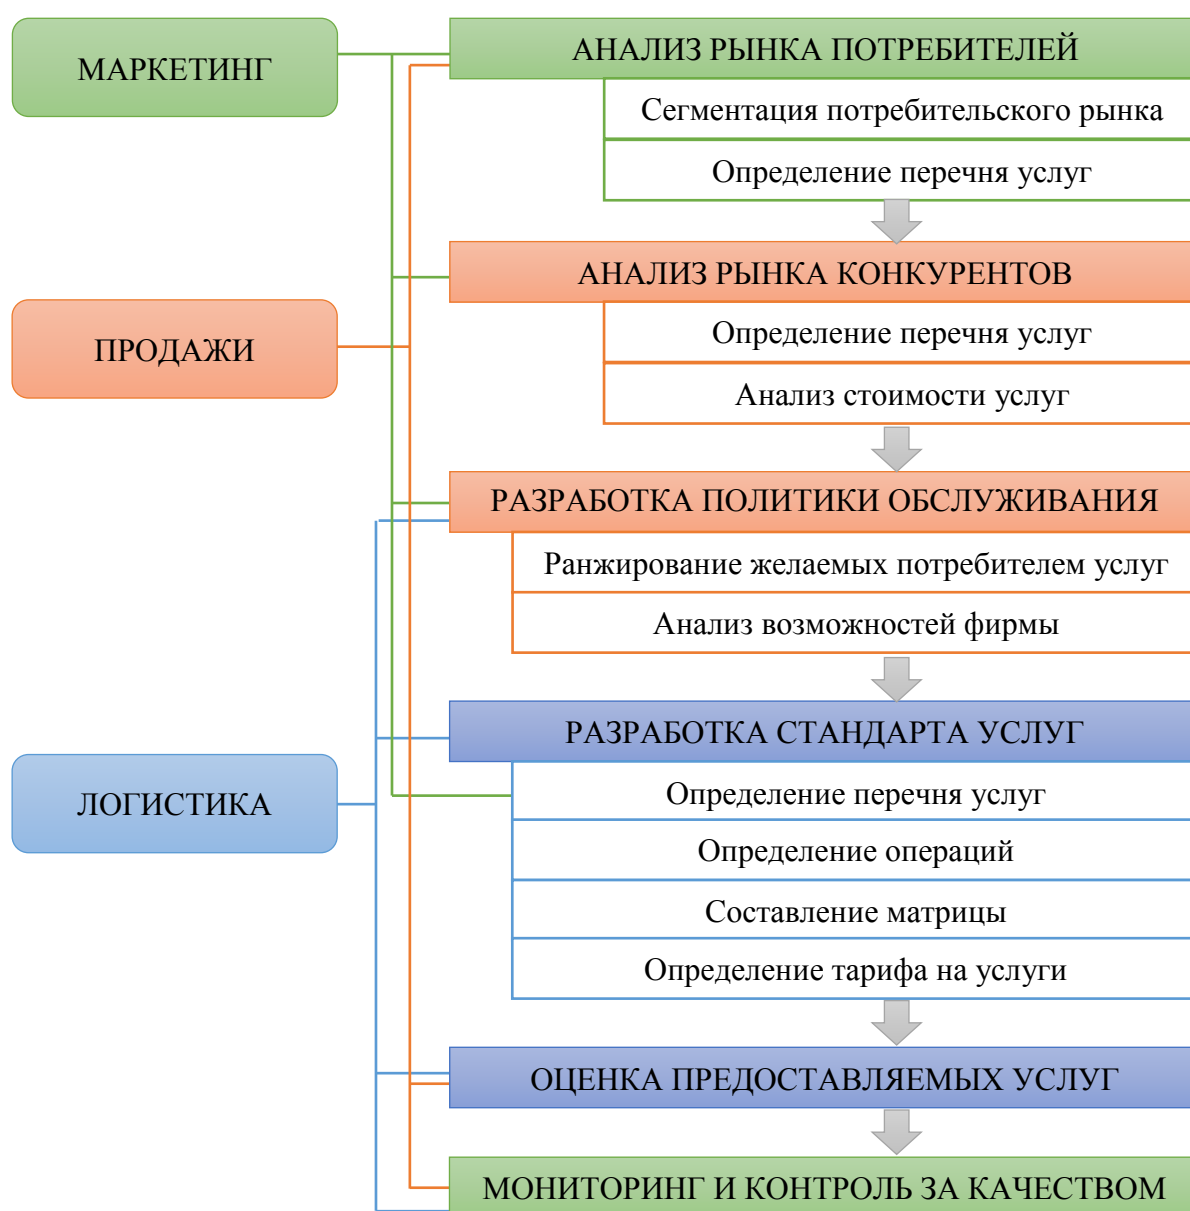 МАРКЕТИНГ
АНАЛИЗ РЫНКА ПОТРЕБИТЕЛЕЙ
Сегментация потребительского рынка
Определение перечня услуг
АНАЛИЗ РЫНКА КОНКУРЕНТОВ
ПРОДАЖИ
Определение перечня услуг
Анализ стоимости услуг
РАЗРАБОТКА ПОЛИТИКИ ОБСЛУЖИВАНИЯ
Ранжирование желаемых потребителем услуг
Анализ возможностей фирмы
РАЗРАБОТКА СТАНДАРТА УСЛУГ
ЛОГИСТИКА
Определение перечня услуг
Определение операций
Составление матрицы
Определение тарифа на услуги
ОЦЕНКА ПРЕДОСТАВЛЯЕМЫХ УСЛУГ
МОНИТОРИНГ И КОНТРОЛЬ ЗА КАЧЕСТВОМ